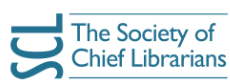 SCL
The Society of
Chief Librarians